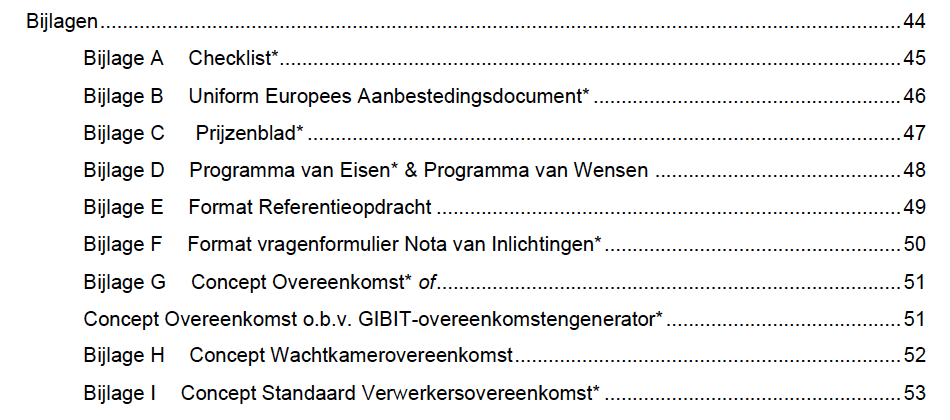 Bijlagen 44
Bijlage A Checklist* 45
Bijlage B Uniform Europees Aanbestedingsdocument* 46
Bijlage C Prijzenblad* 47
Bijlage D Programma van Eisen* & Programma van Wensen 48
Bijlage E Format Referentieopdracht 49
Bijlage F Format vragenformulier Nota van Inlichtingen* 50
Bijlage G Concept Overeenkomst* of 51
Concept Overeenkomst o.b.v. GIBIT-overeenkomstengenerator* 51
Bijlage H Concept Wachtkamerovereenkomst 52
Bijlage I Concept Standaard Verwerkersovereenkomst* 53